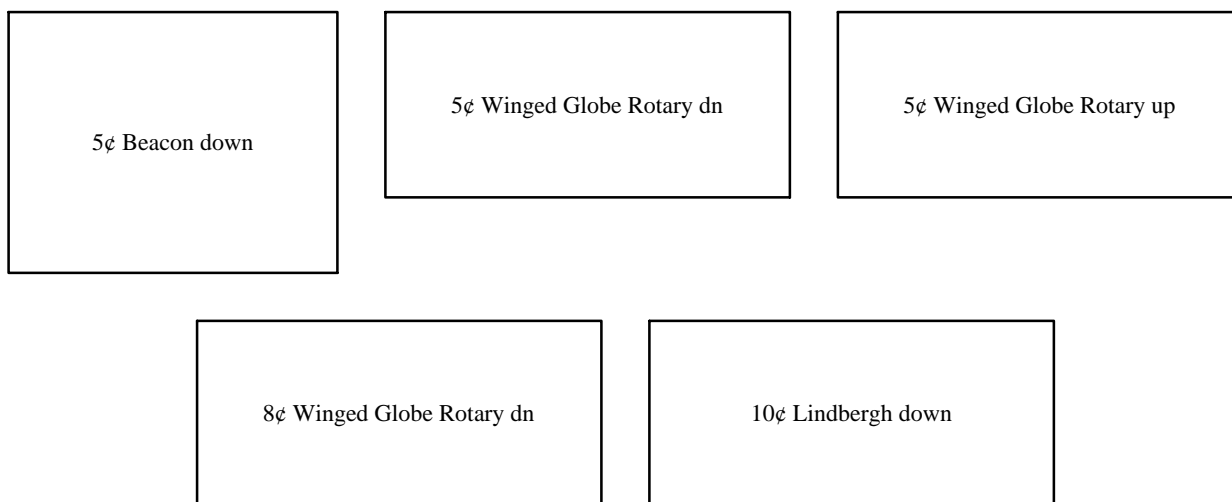 5¢ Beacon down
5¢ Winged Globe Rotary dn
5¢ Winged Globe Rotary up
8¢ Winged Globe Rotary dn
10¢ Lindbergh down